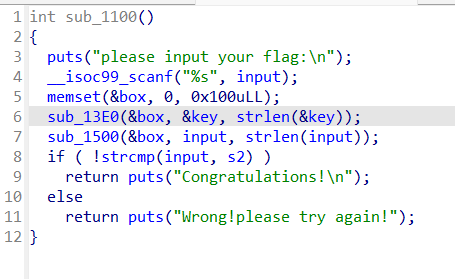 1 int sub_1100()
2 {
3 puts("please input your flag:\n");
4 __isoc99_scanf("%s", input);
5 memset(&box, 0, 0x100uLL);
6 sub_13E0(&box, &key, strlen(&key));
7 sub_1500(&box, input, strlen(input));
8 if ( !strcmp(input, s2) )
9 return puts("Congratulations!\n");
10 else
11 return puts("Wrong!please try again!");
12 }